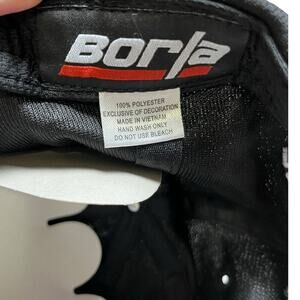 Borla
100% POLYESTER
EXCLUSIVE OF DECORATION
MADE IN VIETNAM
HAND WASH ONLY
DO NOT USE BLEACH